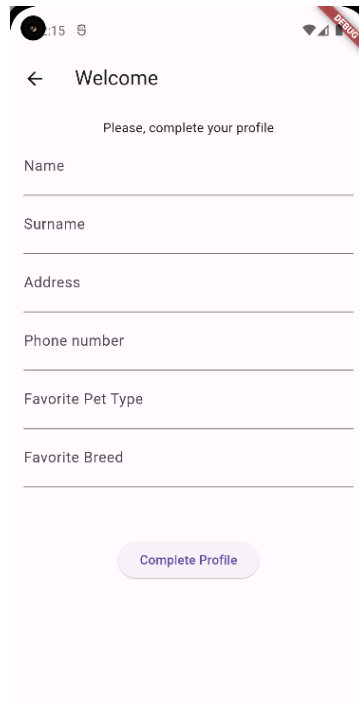 :15
DEBUG
Welcome
Please, complete your profile
Name
Surname
Address
Phone number
Favorite Pet Type
Favorite Breed
Complete Profile